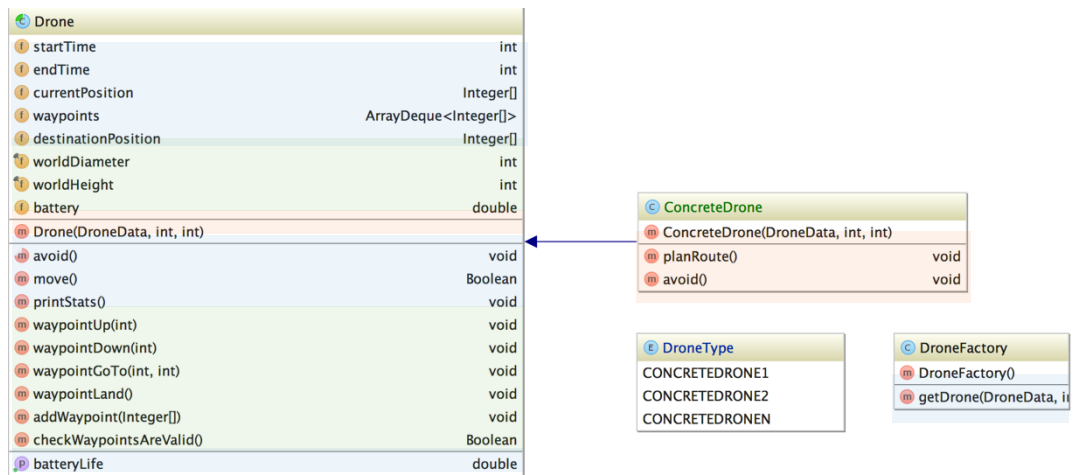 Drone
startTime int
endTime int
currentPosition Integer[]
waypoints ArrayDeque<Integer[]>
destinationPosition Integer[]
worldDiameter int
worldHeight int
battery double
Drone(DroneData, int, int)
avoid() void
move() Boolean
printStats() void
waypointUp(int) void
waypointDown(int) void
waypointGoTo(int, int) void
waypointLand() void
addWaypoint(Integer[]) void
checkWaypointsAreValid() Boolean
batteryLife double
ConcreteDrone
ConcreteDrone(DroneData, int, int)
planRoute() void
avoid() void
DroneType
CONCRETEDRONE1
CONCRETEDRONE2
CONCRETEDRONEN
DroneFactory
DroneFactory()
getDrone(DroneData,